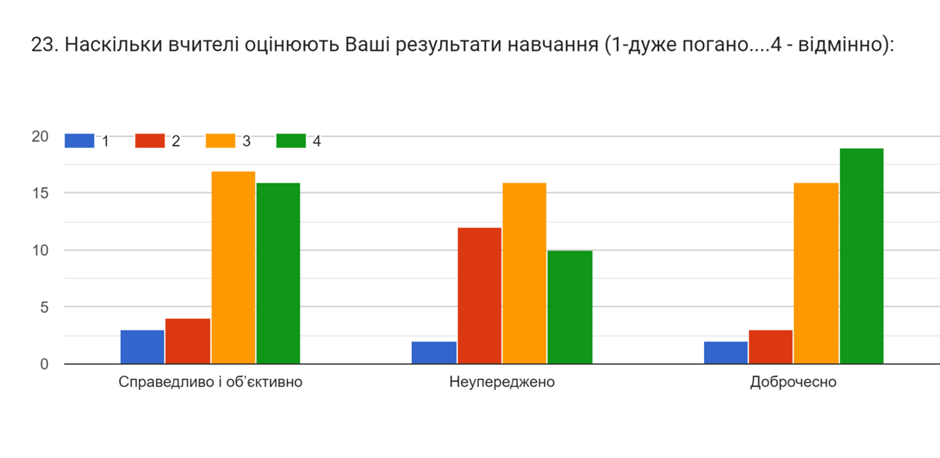 23. Наскільки вчителі оцінюють Ваші результати навчання (1-дуже погано....4 - відмінно):
20
1 2 3 4
15
10
5
0
Справедливо і об'єктивно Неупереджено Доброчесно